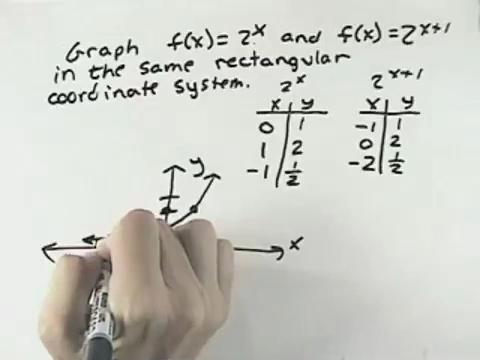 Graph f(x)=2^x and f(x)=2^{x+1}
in the same rectangular
coordinate system.
2^x
x y
0 1
1 2
-1 1/2
2^{x+1}
x y
-1 1
0 2
-2 1/2
y
x